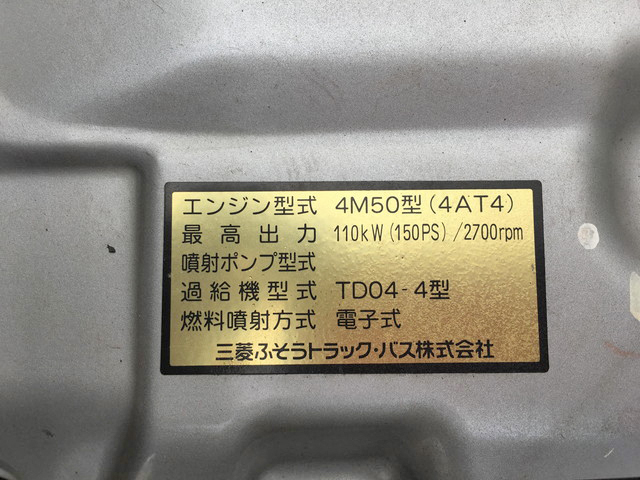 エンジン型式 4M50型(4AT4)
最高出力 110kW(150PS)/2700rpm
噴射ポンプ型式
過給機型式 TD04-4型
燃料噴射方式 電子式
三菱ふそうトラック・バス株式会社